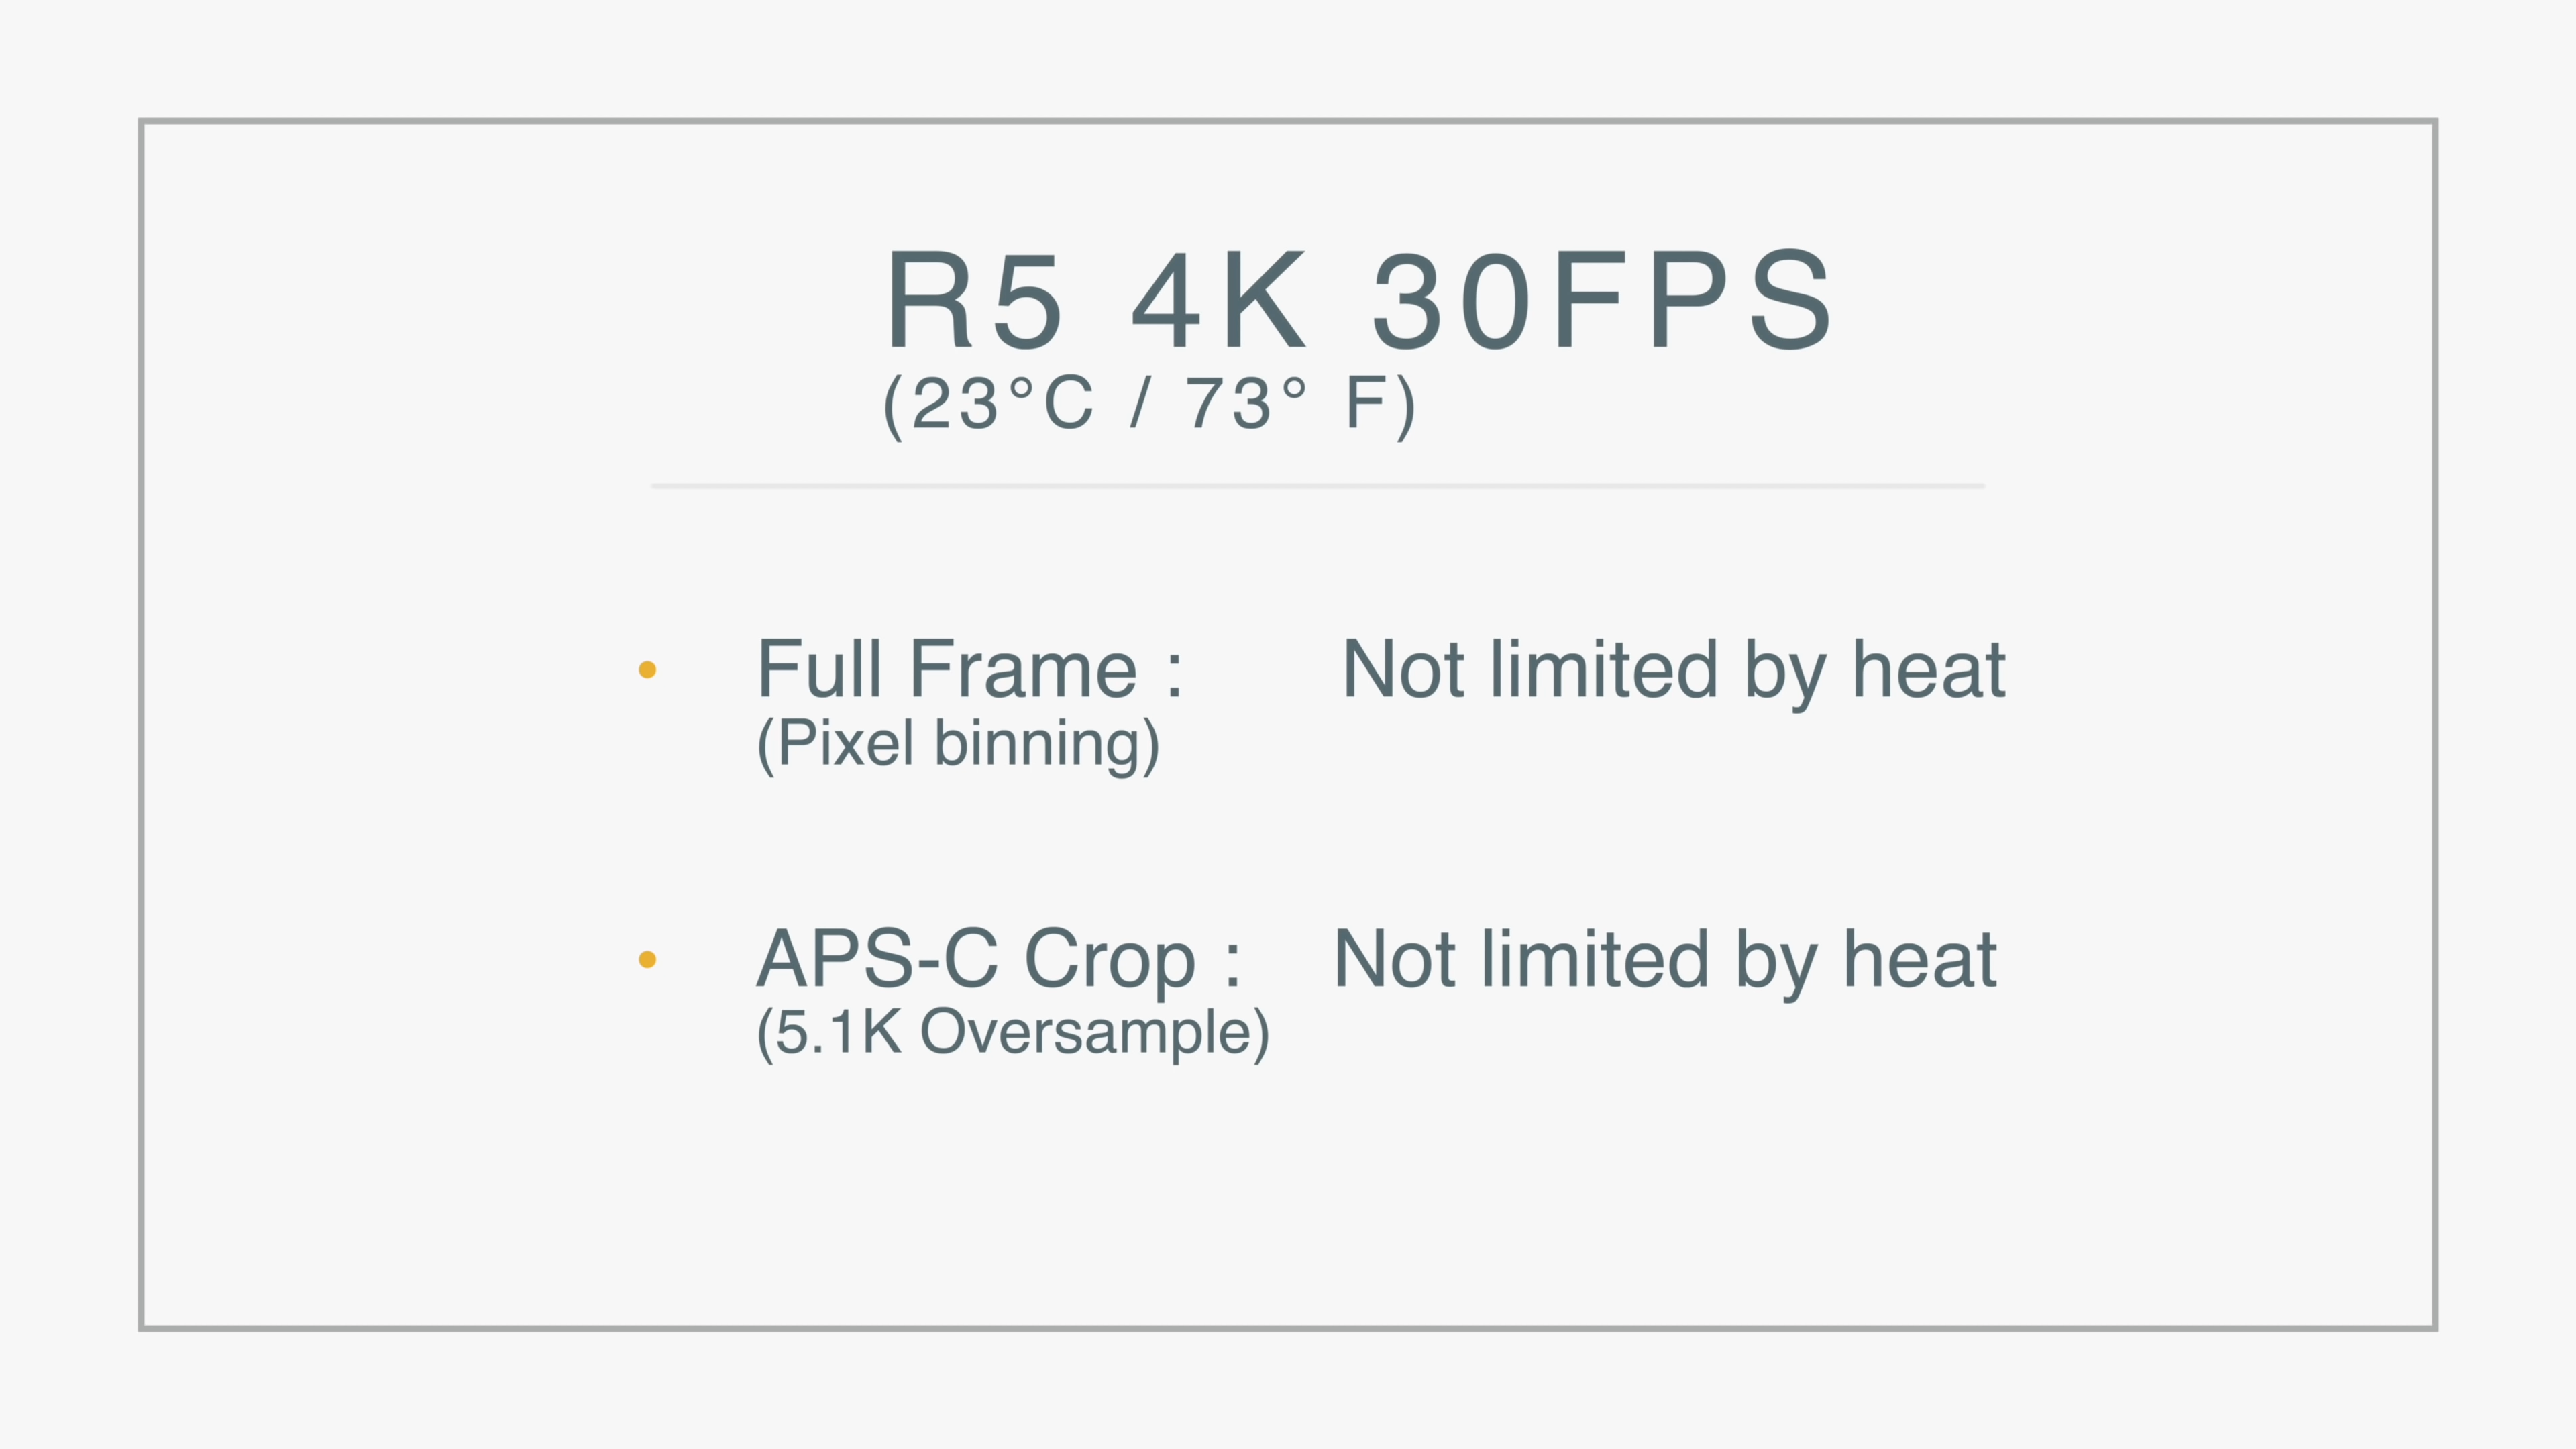 R5 4K 30FPS
(23°C / 73° F)
• Full Frame : Not limited by heat
(Pixel binning)
• APS-C Crop : Not limited by heat
(5.1K Oversample)